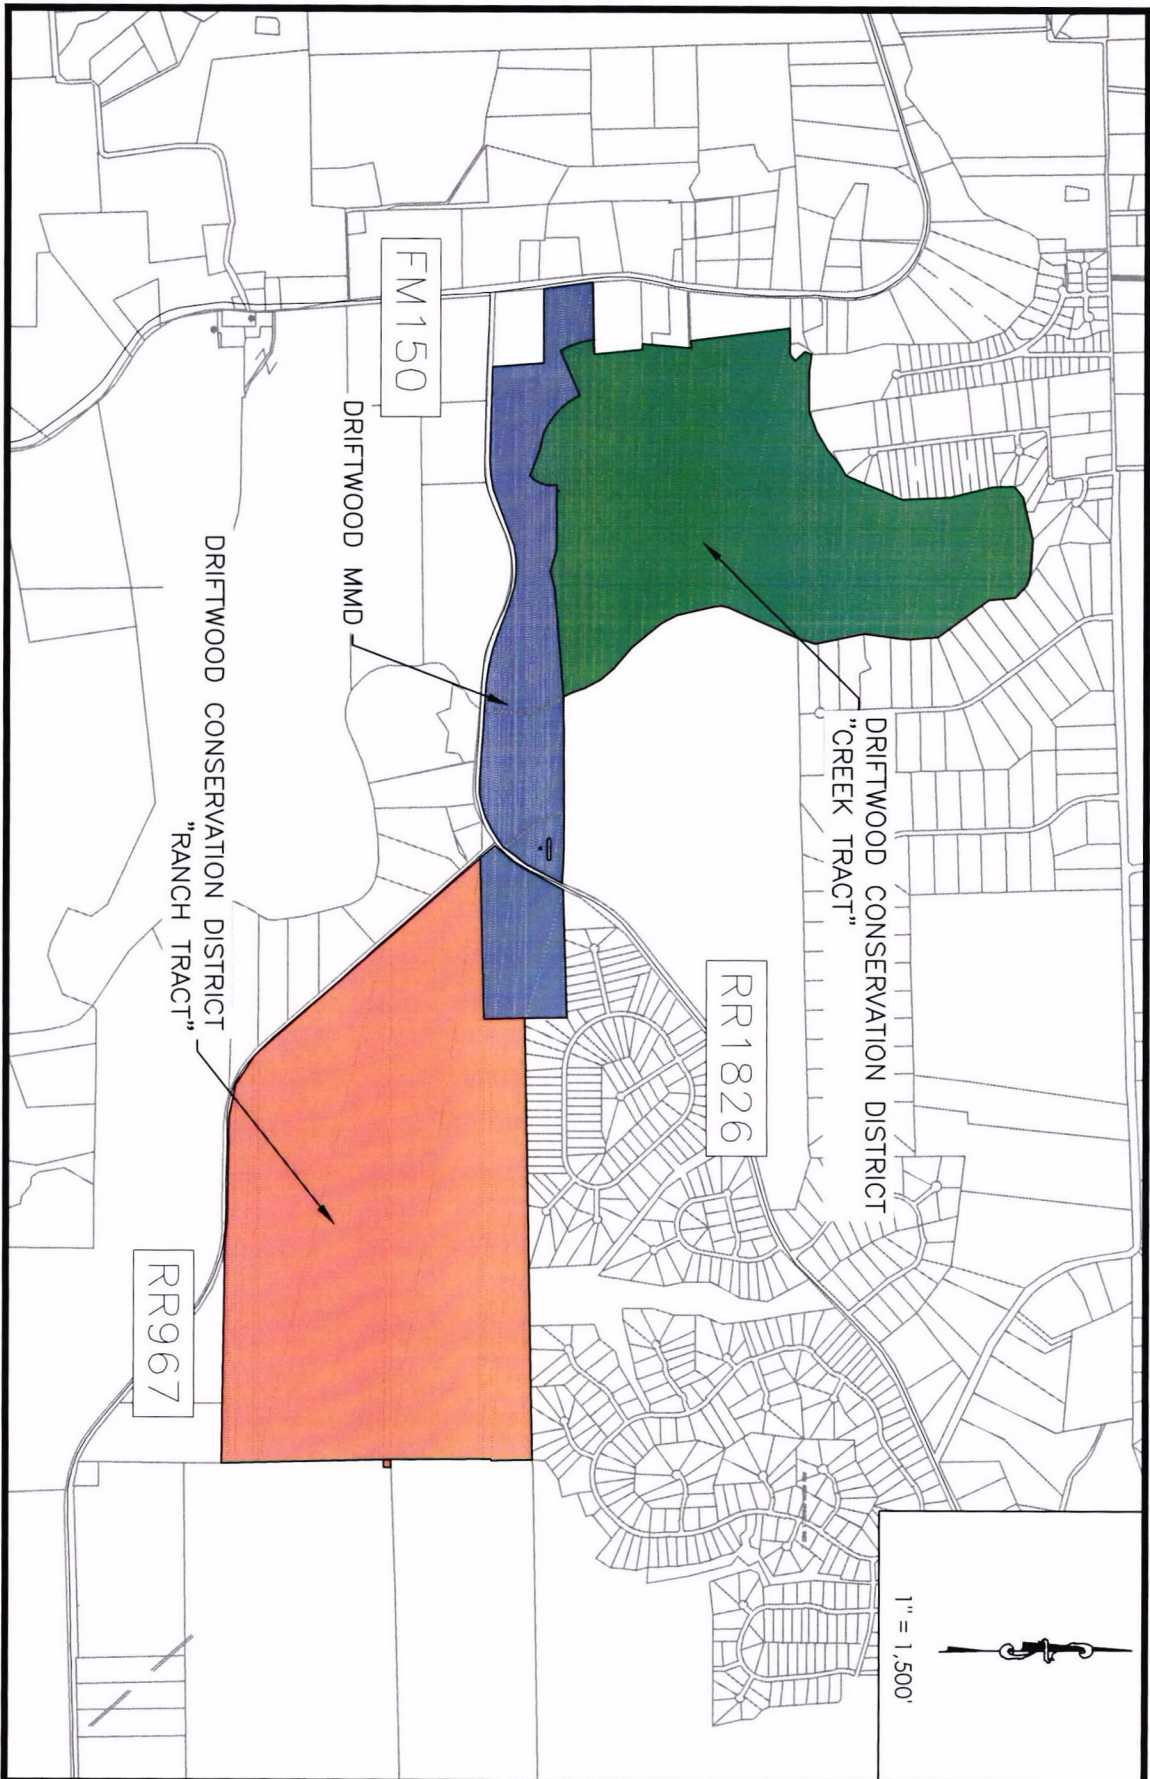 1" = 1,500'
DRIFTWOOD CONSERVATION DISTRICT
"CREEK TRACT"
RR1826
FM150
DRIFTWOOD MMD
DRIFTWOOD CONSERVATION DISTRICT
"RANCH TRACT"
RR967